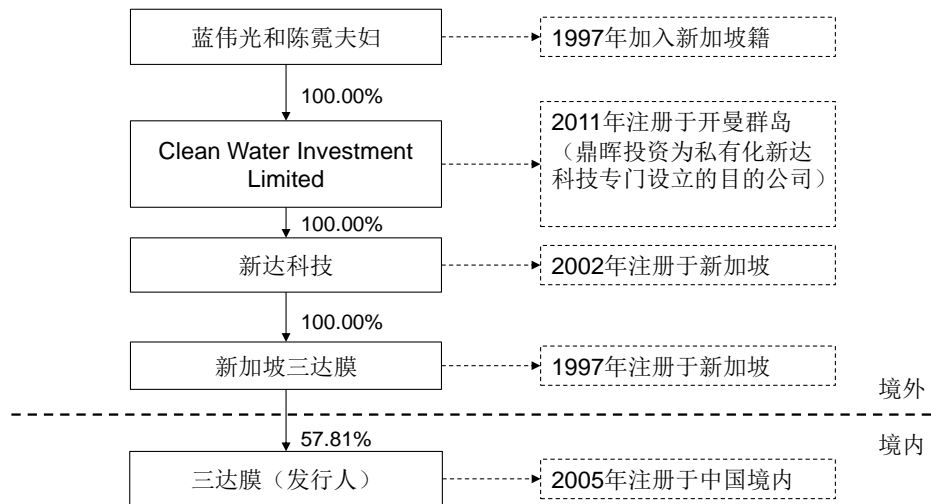 蓝伟光和陈霓夫妇
1997年加入新加坡籍
100.00%
Clean Water Investment
Limited
2011年注册于开曼群岛
（鼎晖投资为私有化新达
科技专门设立的目的公司）
100.00%
新达科技
2002年注册于新加坡
100.00%
新加坡三达膜
1997年注册于新加坡
境外
境内
57.81%
三达膜（发行人）
2005年注册于中国境内